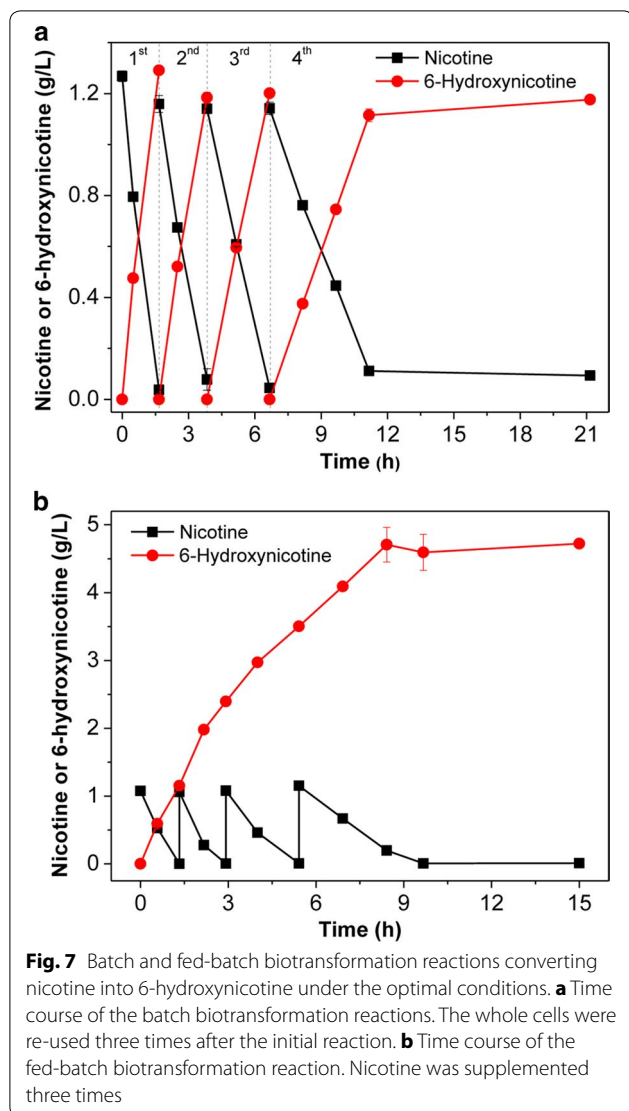 a
1st 2nd 3rd 4th
Nicotine
6-Hydroxynicotine
Nicotine or 6-hydroxynicotine (g/L)
1.2
0.8
0.4
0.0
0 3 6 9 12 15 18 21
Time (h)
b
Nicotine
6-Hydroxynicotine
Nicotine or 6-hydroxynicotine (g/L)
5
4
3
2
1
0
0 3 6 9 12 15
Time (h)
Fig. 7 Batch and fed-batch biotransformation reactions converting
nicotine into 6-hydroxynicotine under the optimal conditions. a Time
course of the batch biotransformation reactions. The whole cells were
re-used three times after the initial reaction. b Time course of the
fed-batch biotransformation reaction. Nicotine was supplemented
three times